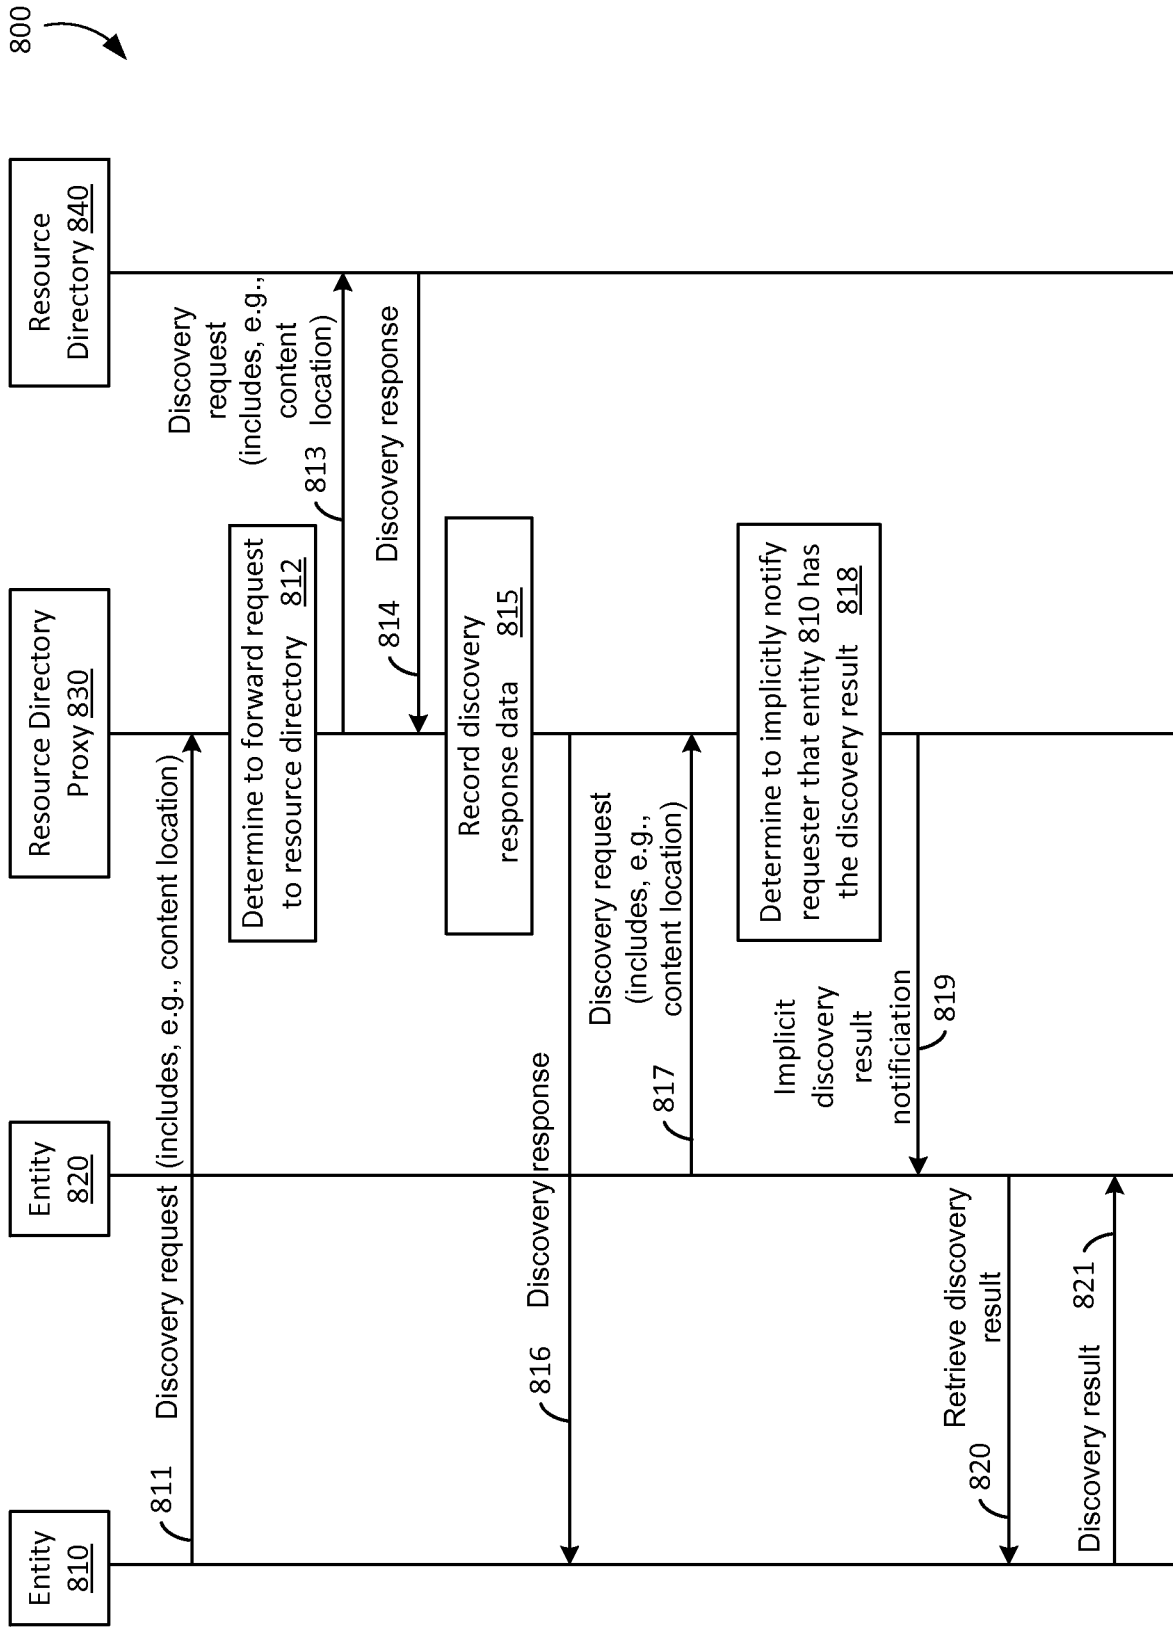 800
Entity
810
Entity
820
Resource Directory
Proxy 830
Resource
Directory 840
811
Discovery request (includes, e.g., content location)
Determine to forward request
to resource directory 812
Discovery
request
(includes, e.g.,
content
location)
813
814
Discovery response
Record discovery
response data 815
816
Discovery response
Discovery request
(includes, e.g.,
content location)
817
Determine to implicitly notify
requester that entity 810 has
the discovery result 818
Implicit
discovery
result
notificiation
819
Retrieve discovery
result
820
Discovery result
821